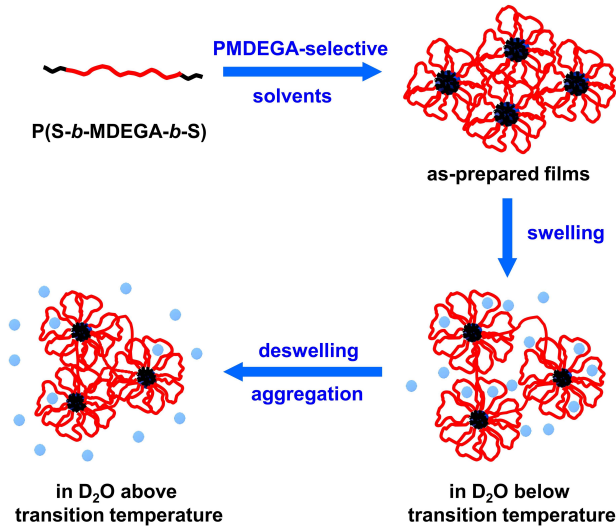 PMDEGA-selective
solvents
P(S-b-MDEGA-b-S)
as-prepared films
swelling
deswelling
aggregation
in D₂O above
transition temperature
in D₂O below
transition temperature